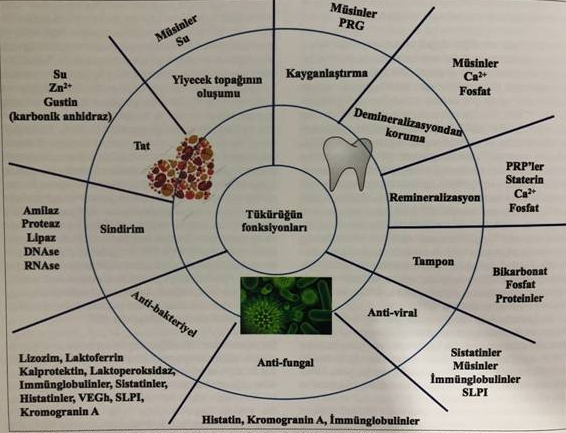 Tükürüğün
fonksiyonları
Kayganlaştırma
Müsinler
PRG
Demineralizasyondan
koruma
Müsinler
Ca²⁺
Fosfat
Remineralizasyon
PRP'ler
Staterin
Ca²⁺
Fosfat
Tampon
Bikarbonat
Fosfat
Proteinler
Anti-viral
Sistatinler
Müsinler
İmmünglobulinler
SLPI
Anti-fungal
Histatin, Kromogranin A, İmmünglobulinler
Anti-bakteriyel
Lizozim, Laktoferrin
Kalprotektin, Laktoperoksidaz,
Immünglobulinler, Sistatinler,
Histatinler, VEGh, SLPI,
Kromogranin A
Sindirim
Amilaz
Proteaz
Lipaz
DNAse
RNAse
Tat
Su
Zn²⁺
Gustin
(karbonik anhidraz)
Yiyecek topağının
oluşumu
Müsinler
Su